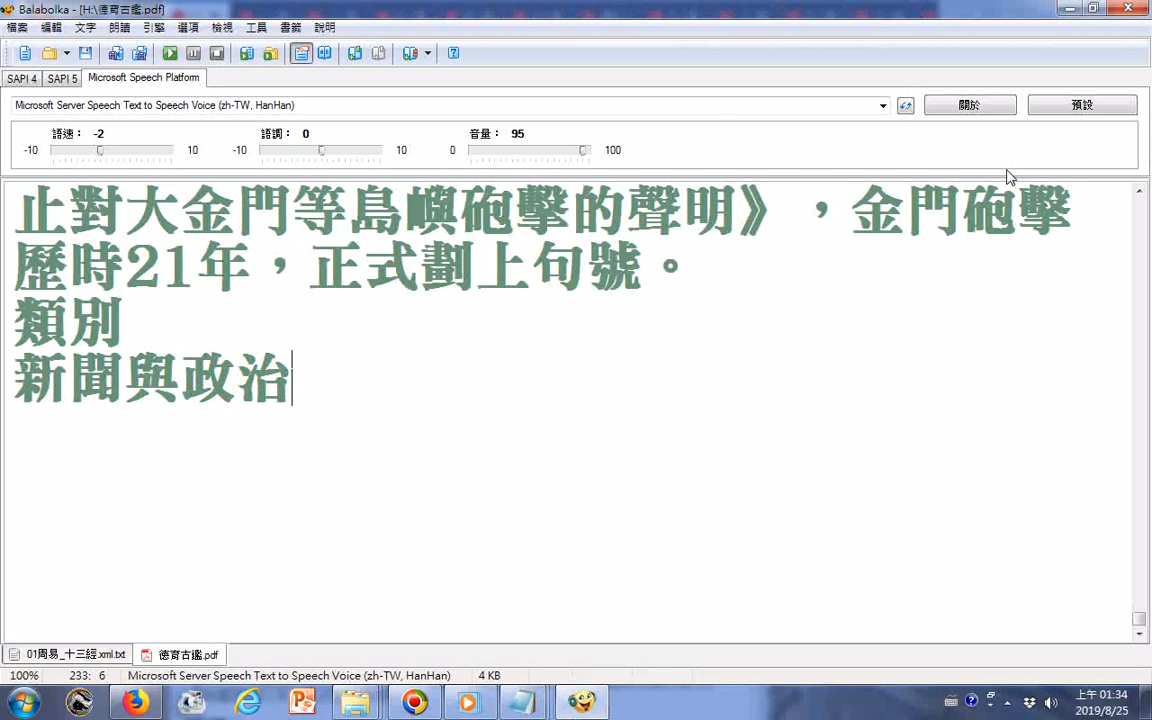 Balabolka - [H:\德育古鑑.pdf]
檔案 編輯 文字 朗讀 引擎 選項 檢視 工具 書籤 說明
SAPI 4 SAPI 5 Microsoft Speech Platform
Microsoft Server Speech Text to Speech Voice (zh-TW, HanHan) 關於 預設
語速： -2 語調： 0 音量： 95
-10 10 -10 10 0 100
止對大金門等島嶼砲擊的聲明》，金門砲擊
歷時21年，正式劃上句號。
類別
新聞與政治
01周易_十三經.xml.txt 德育古鑑.pdf
100% 233: 6 Microsoft Server Speech Text to Speech Voice (zh-TW, HanHan) 4 KB
上午 01:34
2019/8/25